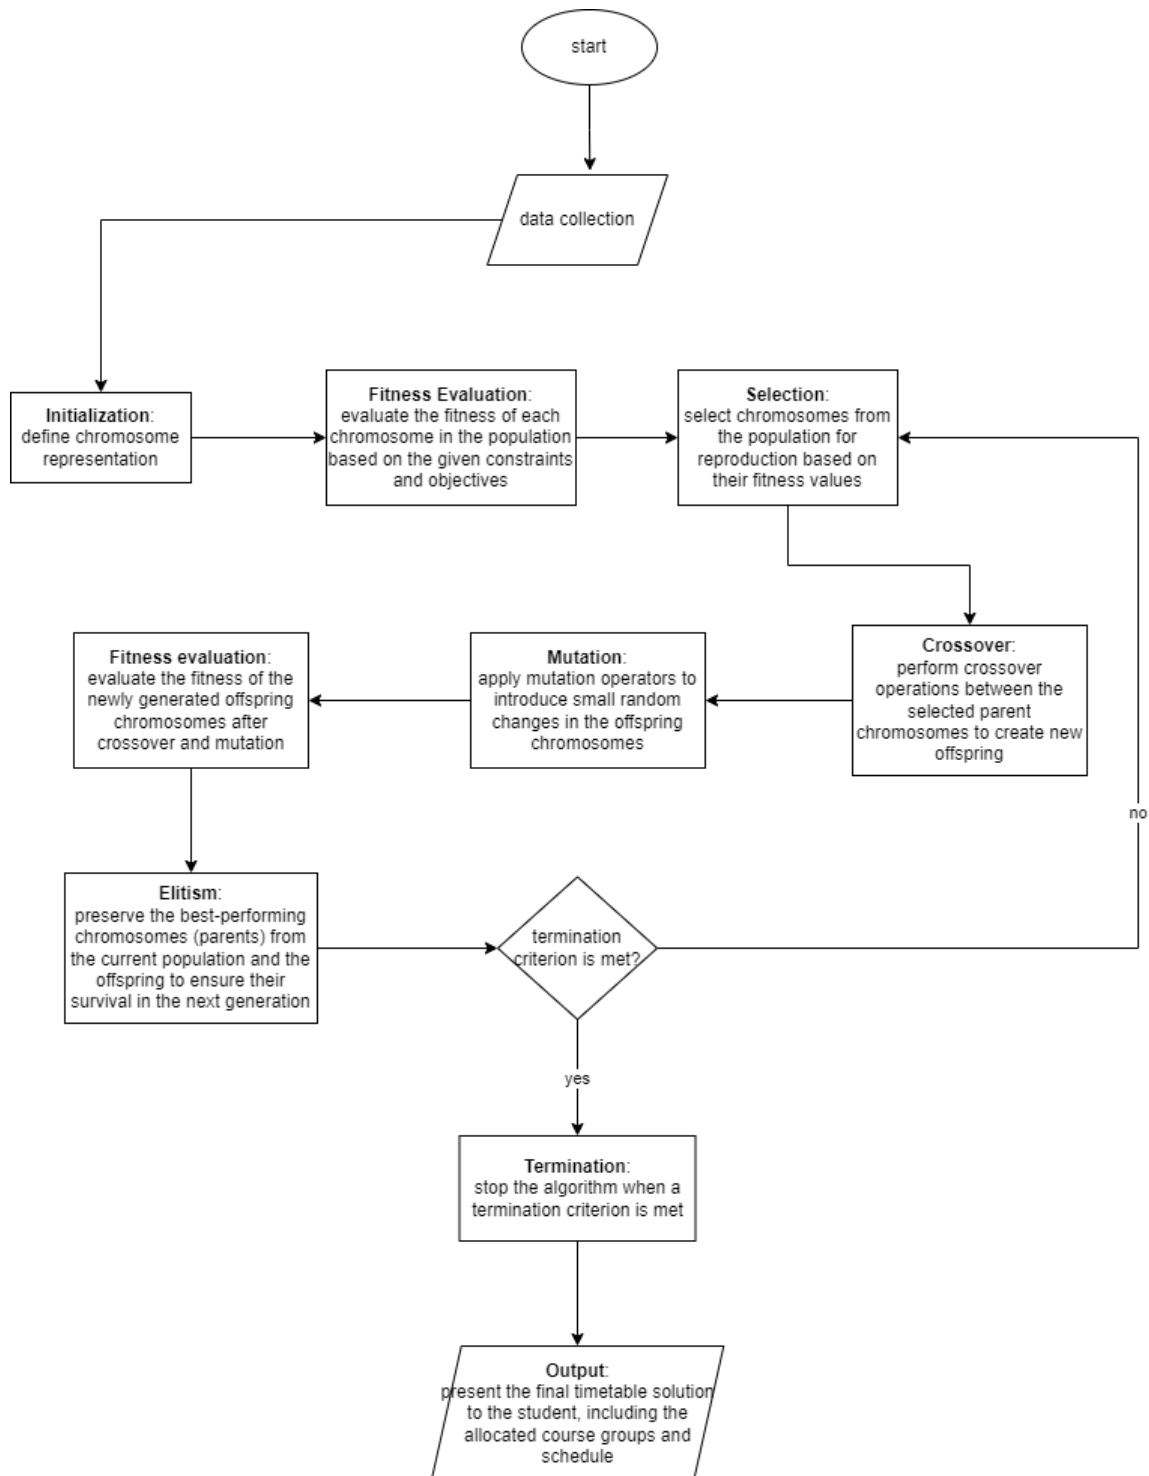 start
data collection
Initialization:
define chromosome
representation
Fitness Evaluation:
evaluate the fitness of each
chromosome in the population
based on the given constraints
and objectives
Selection:
select chromosomes from
the population for
reproduction based on
their fitness values
Crossover:
perform crossover
operations between the
selected parent
chromosomes to create new
offspring
Mutation:
apply mutation operators to
introduce small random
changes in the offspring
chromosomes
Fitness evaluation:
evaluate the fitness of the
newly generated offspring
chromosomes after
crossover and mutation
Elitism:
preserve the best-performing
chromosomes (parents) from
the current population and the
offspring to ensure their
survival in the next generation
termination
criterion is met?
no
yes
Termination:
stop the algorithm when a
termination criterion is met
Output:
present the final timetable solution
to the student, including the
allocated course groups and
schedule